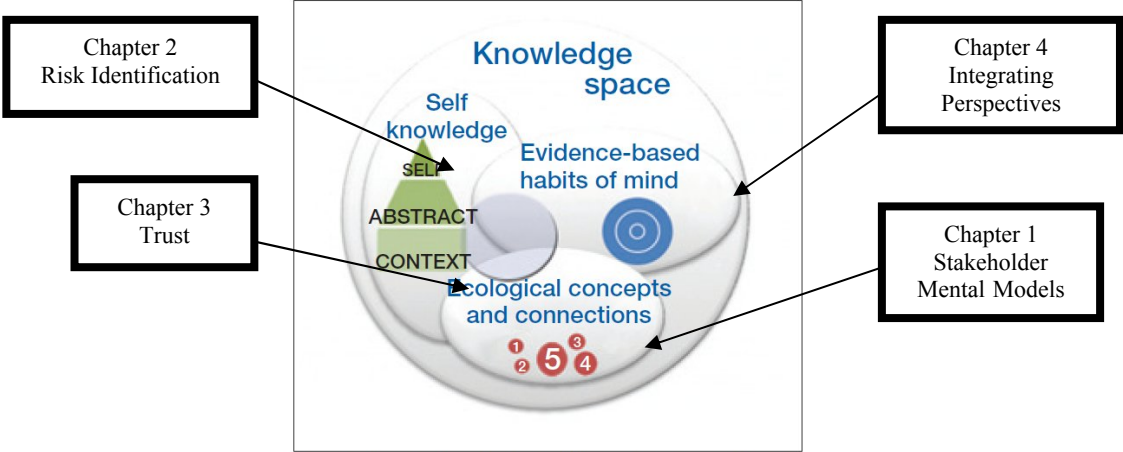 Chapter 2
Risk Identification
Chapter 3
Trust
Knowledge
space
Self
knowledge
SELF
ABSTRACT
CONTEXT
Evidence-based
habits of mind
Ecological concepts
and connections
1
2
5
3
4
Chapter 4
Integrating
Perspectives
Chapter 1
Stakeholder
Mental Models